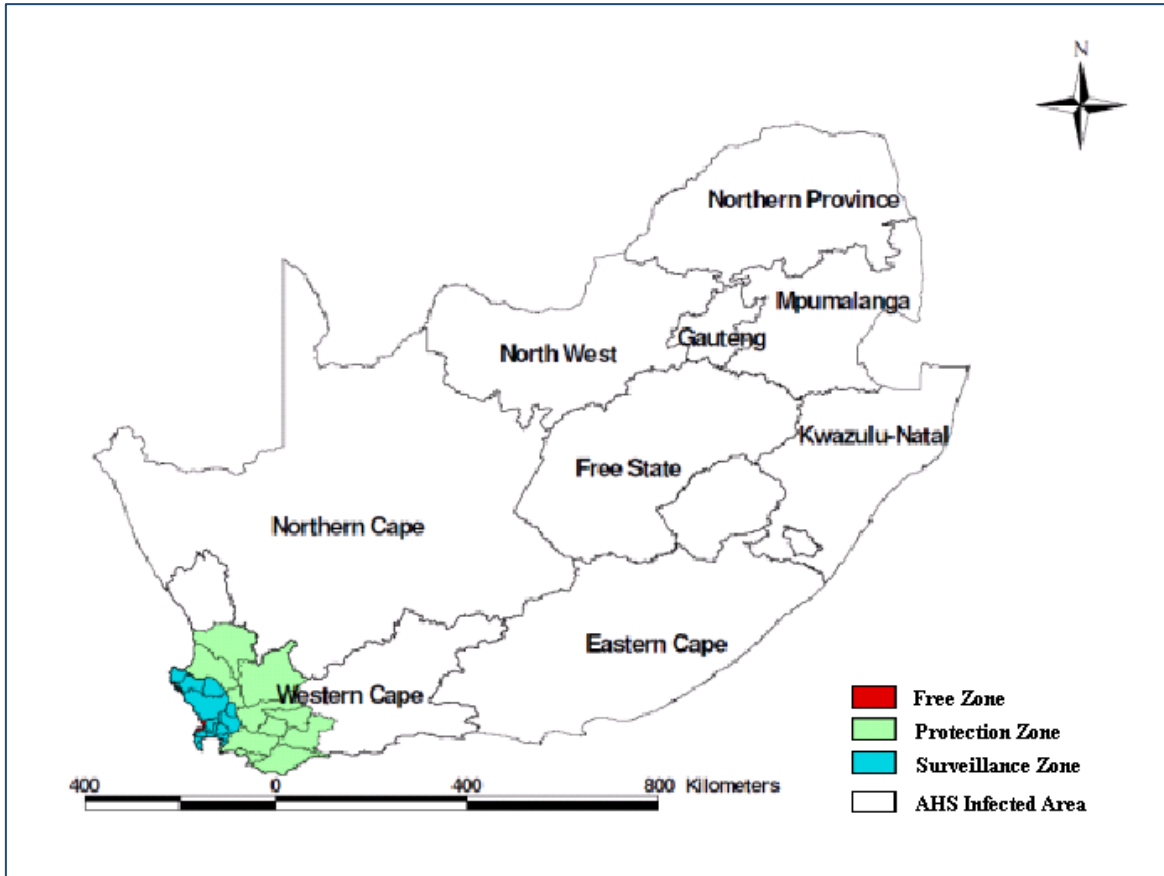 N
Northern Province
Mpumalanga
Gauteng
North West
Kwazulu-Natal
Free State
Northern Cape
Eastern Cape
Western Cape
Free Zone
Protection Zone
Surveillance Zone
AHS Infected Area
400 0 400 800 Kilometers